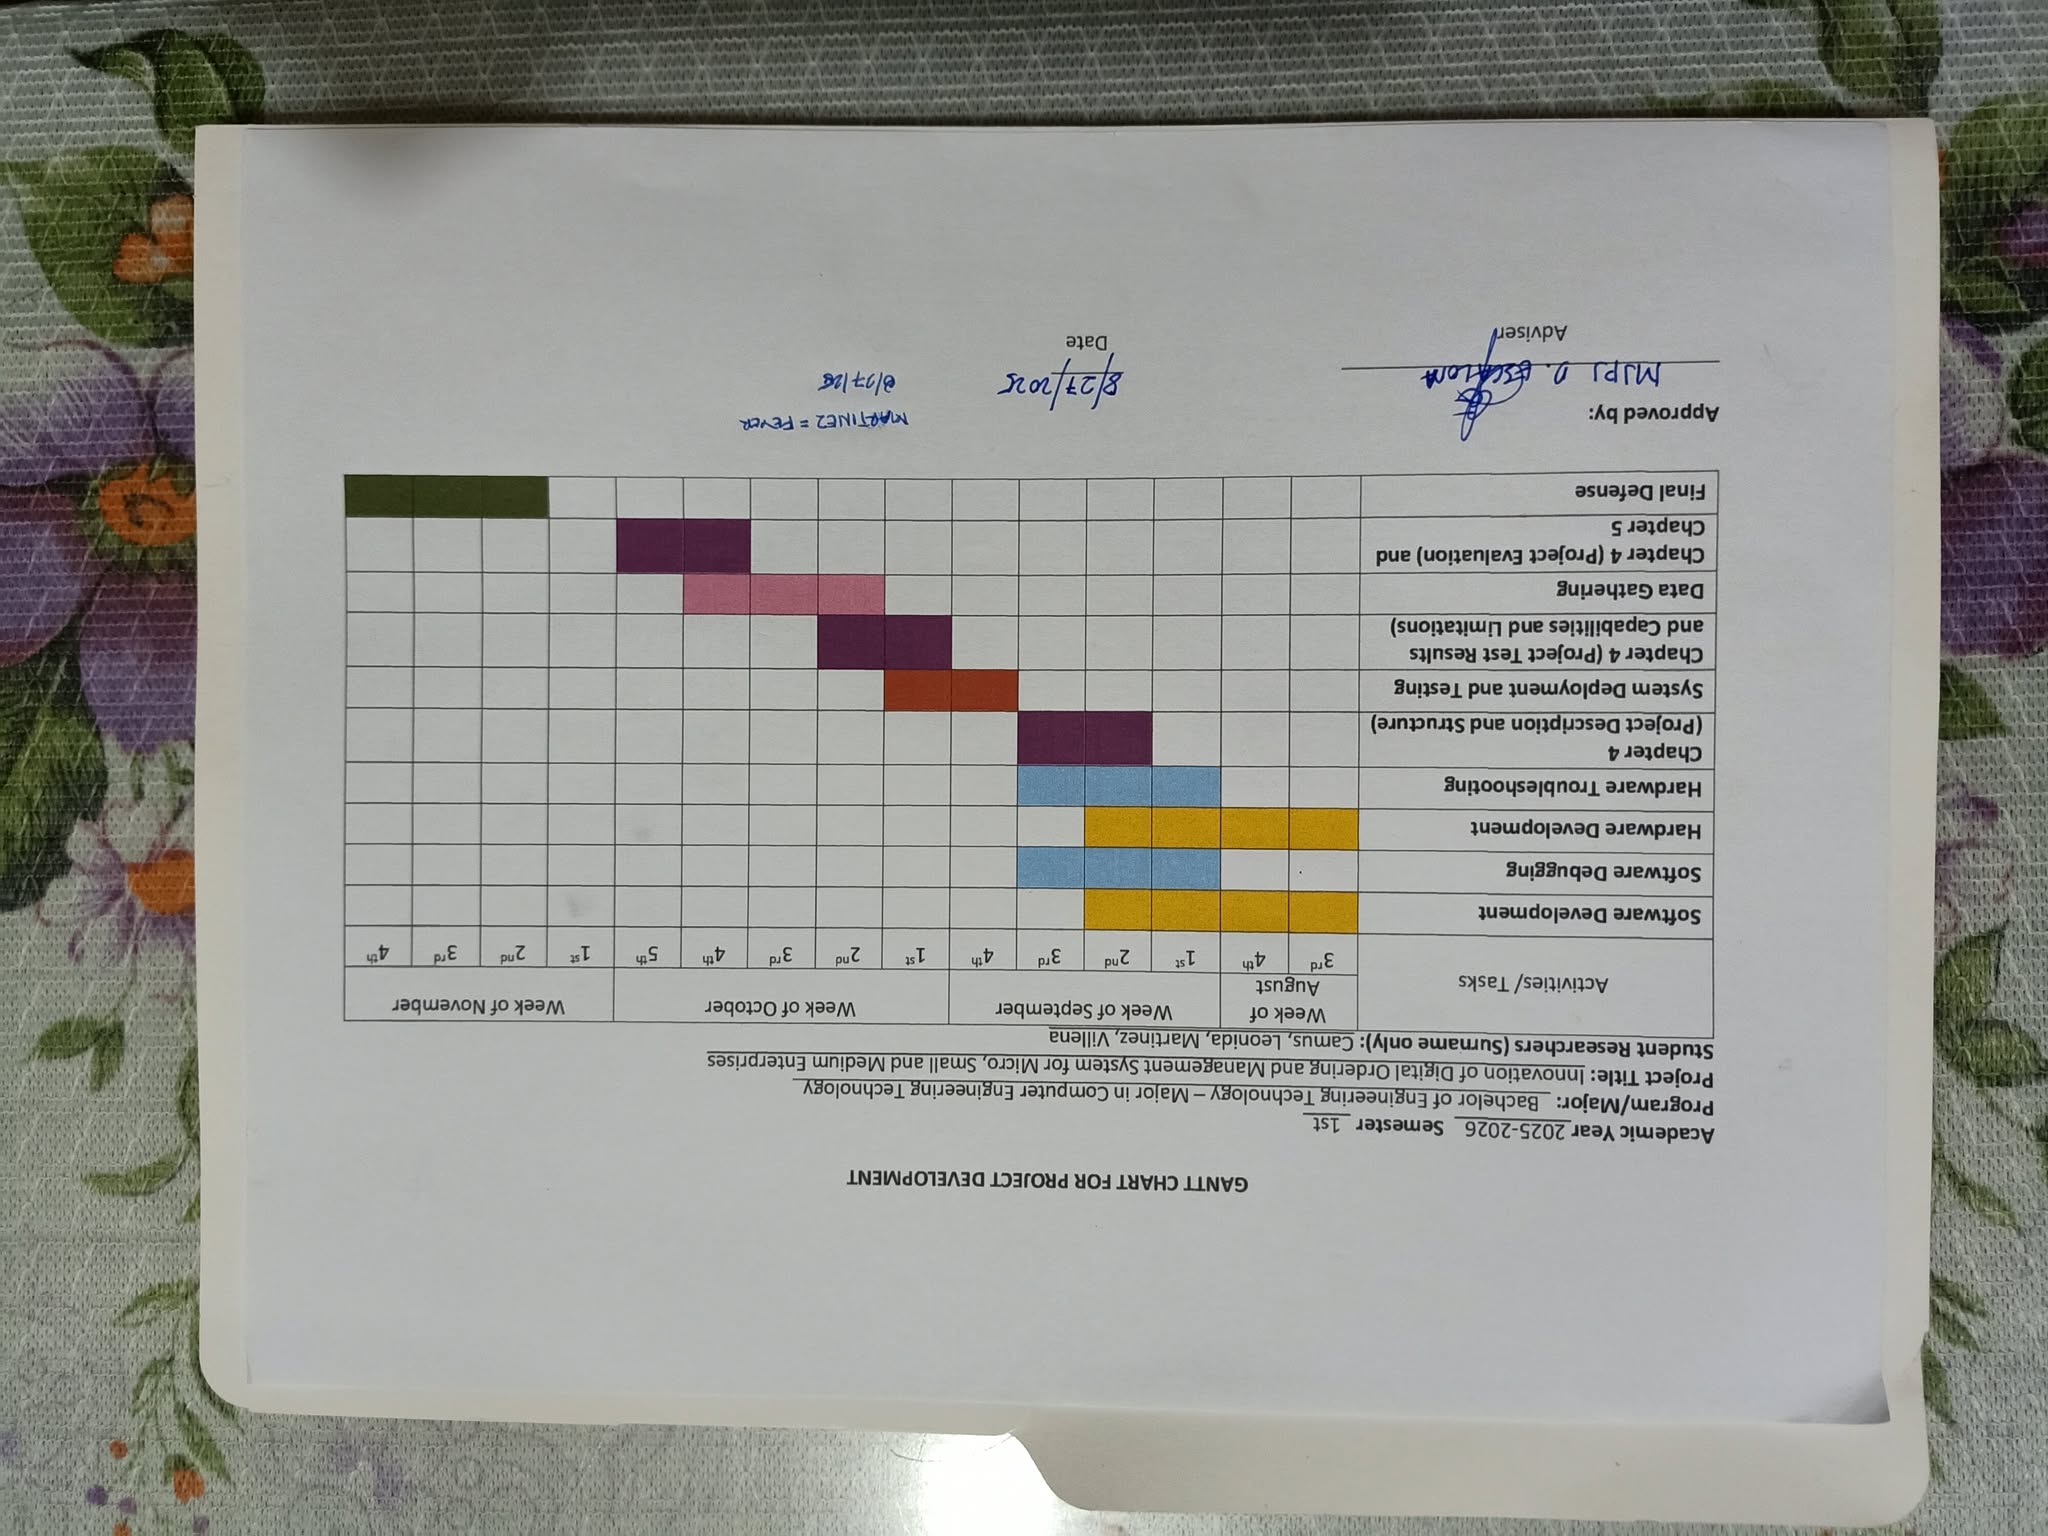 GANTT CHART FOR PROJECT DEVELOPMENT
Academic Year 2025-2026 Semester 1st
Program/Major: Bachelor of Engineering Technology – Major in Computer Engineering Technology
Project Title: Innovation of Digital Ordering and Management System for Micro, Small and Medium Enterprises
Student Researchers (Surname only): Camus, Leonida, Martinez, Villena
Activities/ Tasks
Week of
August
Week of September
Week of October
Week of November
3rd 4th 1st 2nd 3rd 4th 1st 2nd 3rd 4th 5th 1st 2nd 3rd 4th
Software Development
Software Debugging
Hardware Development
Hardware Troubleshooting
Chapter 4
(Project Description and Structure)
System Deployment and Testing
Chapter 4 (Project Test Results
and Capabilities and Limitations)
Data Gathering
Chapter 4 (Project Evaluation) and
Chapter 5
Final Defense
Approved by:
MARTINEZ = FEVER
8/27/2025
Adviser
Date